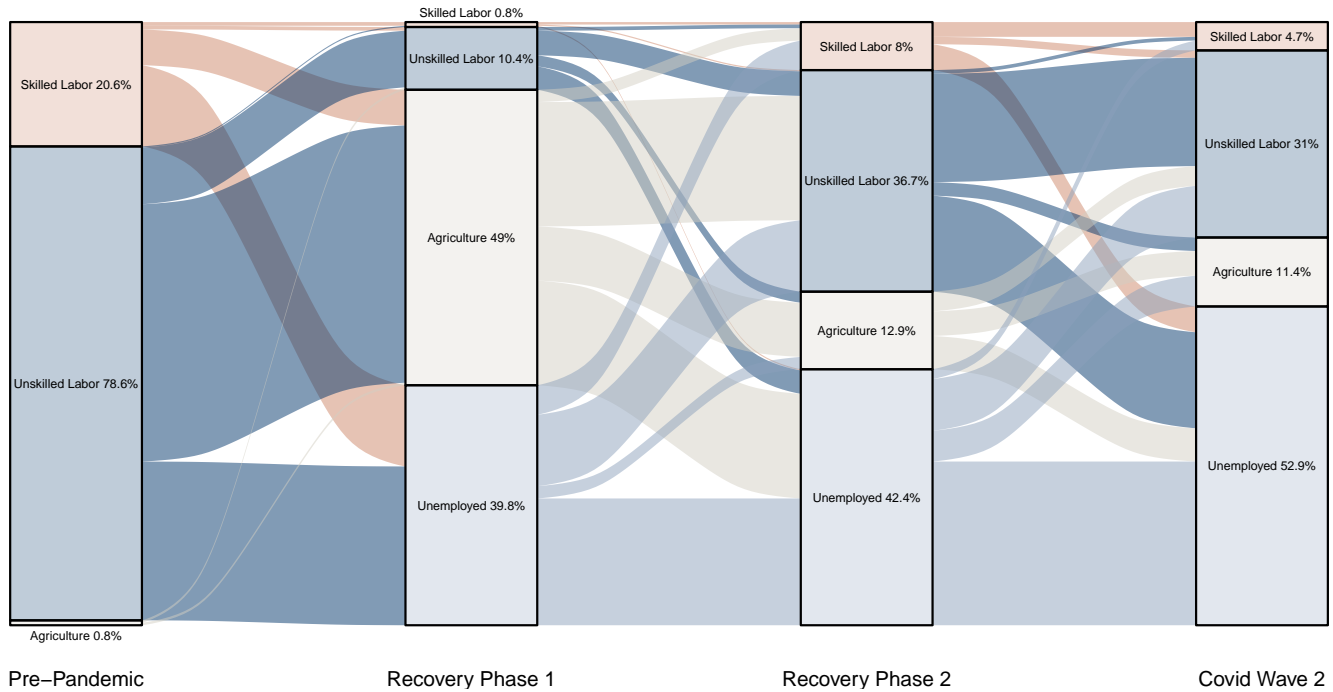 Skilled Labor 20.6%
Unskilled Labor 78.6%
Agriculture 0.8%
Skilled Labor 0.8%
Unskilled Labor 10.4%
Agriculture 49%
Unemployed 39.8%
Skilled Labor 8%
Unskilled Labor 36.7%
Agriculture 12.9%
Unemployed 42.4%
Skilled Labor 4.7%
Unskilled Labor 31%
Agriculture 11.4%
Unemployed 52.9%
Pre−Pandemic
Recovery Phase 1
Recovery Phase 2
Covid Wave 2